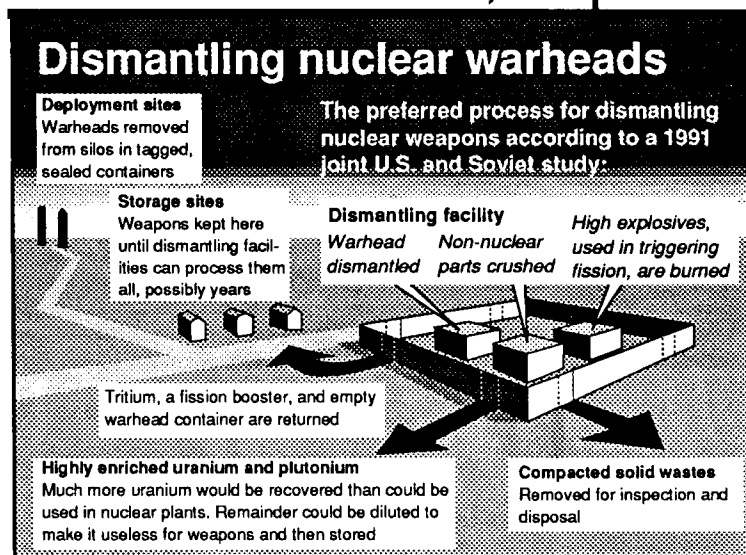 Dismantling nuclear warheads
Deployment sites
Warheads removed
from silos in tagged,
sealed containers
The preferred process for dismantling
nuclear weapons according to a 1991
joint U.S. and Soviet study:
Storage sites
Weapons kept here
until dismantling facil-
ities can process them
all, possibly years
Dismantling facility
Warhead
dismantled
Non-nuclear
parts crushed
High explosives,
used in triggering
fission, are burned
Tritium, a fission booster, and empty
warhead container are returned
Highly enriched uranium and plutonium
Much more uranium would be recovered than could be
used in nuclear plants. Remainder could be diluted to
make it useless for weapons and then stored
Compacted solid wastes
Removed for inspection and
disposal